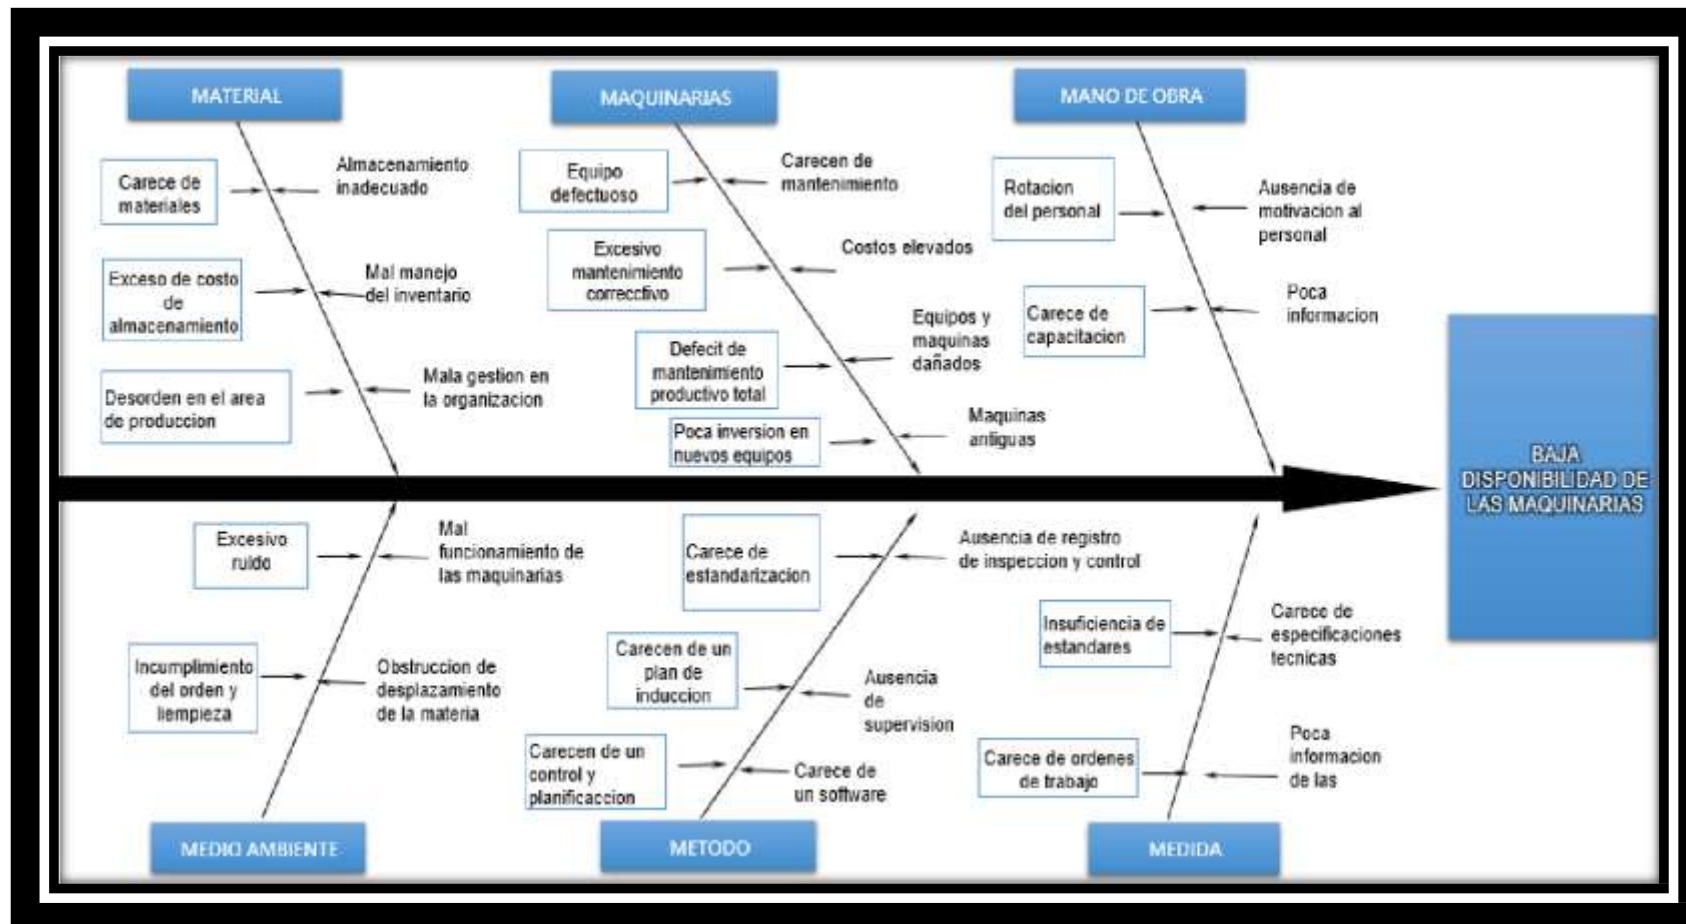 MATERIAL
Carece de
materiales
Almacenamiento
inadecuado
Exceso de costo
de
almacenamiento
Mal manejo
del inventario
Desorden en el area
de produccion
Mala gestion en
la organizacion
MAQUINARIAS
Equipo
defectuoso
Carecen de
mantenimiento
Excesivo
mantenimiento
correcctivo
Costos elevados
Defecit de
mantenimiento
productivo total
Equipos y
maquinas
dañados
Poca inversion en
nuevos equipos
Maquinas
antiguas
MANO DE OBRA
Rotacion
del personal
Ausencia de
motivacion al
personal
Carece de
capacitacion
Poca
informacion
BAJA
DISPONIBILIDAD DE
LAS MAQUINARIAS
Excesivo
ruido
Mal
funcionamiento de
las maquinarias
Incumplimiento
del orden y
liempieza
Obstruccion de
desplazamiento
de la materia
MEDIO AMBIENTE
Carece de
estandarizacion
Ausencia de registro
de inspeccion y control
Carecen de un
plan de
induccion
Ausencia
de
supervision
Carecen de un
control y
planificaccion
Carece de
un software
METODO
Insuficiencia de
estandares
Carece de
especificaciones
tecnicas
Carece de ordenes
de trabajo
Poca
informacion
de las
MEDIDA